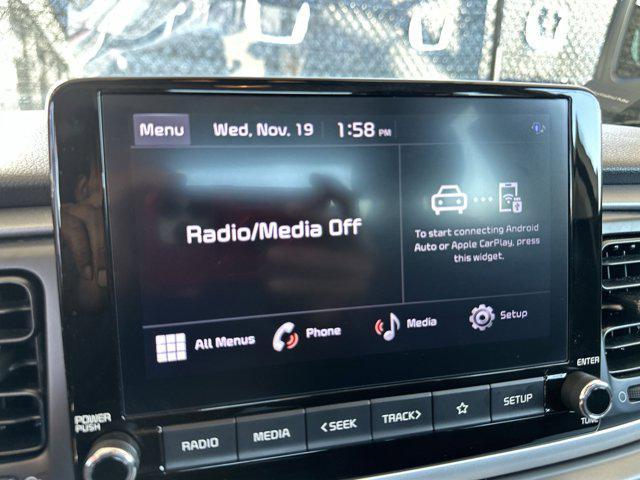 Menu
Wed, Nov. 19
1:58 PM
Radio/Media Off
To start connecting Android
Auto or Apple CarPlay, press
this widget.
All Menus
Phone
Media
Setup
POWER
PUSH
RADIO
MEDIA
<SEEK
TRACK>
SETUP
ENTER
TUNE